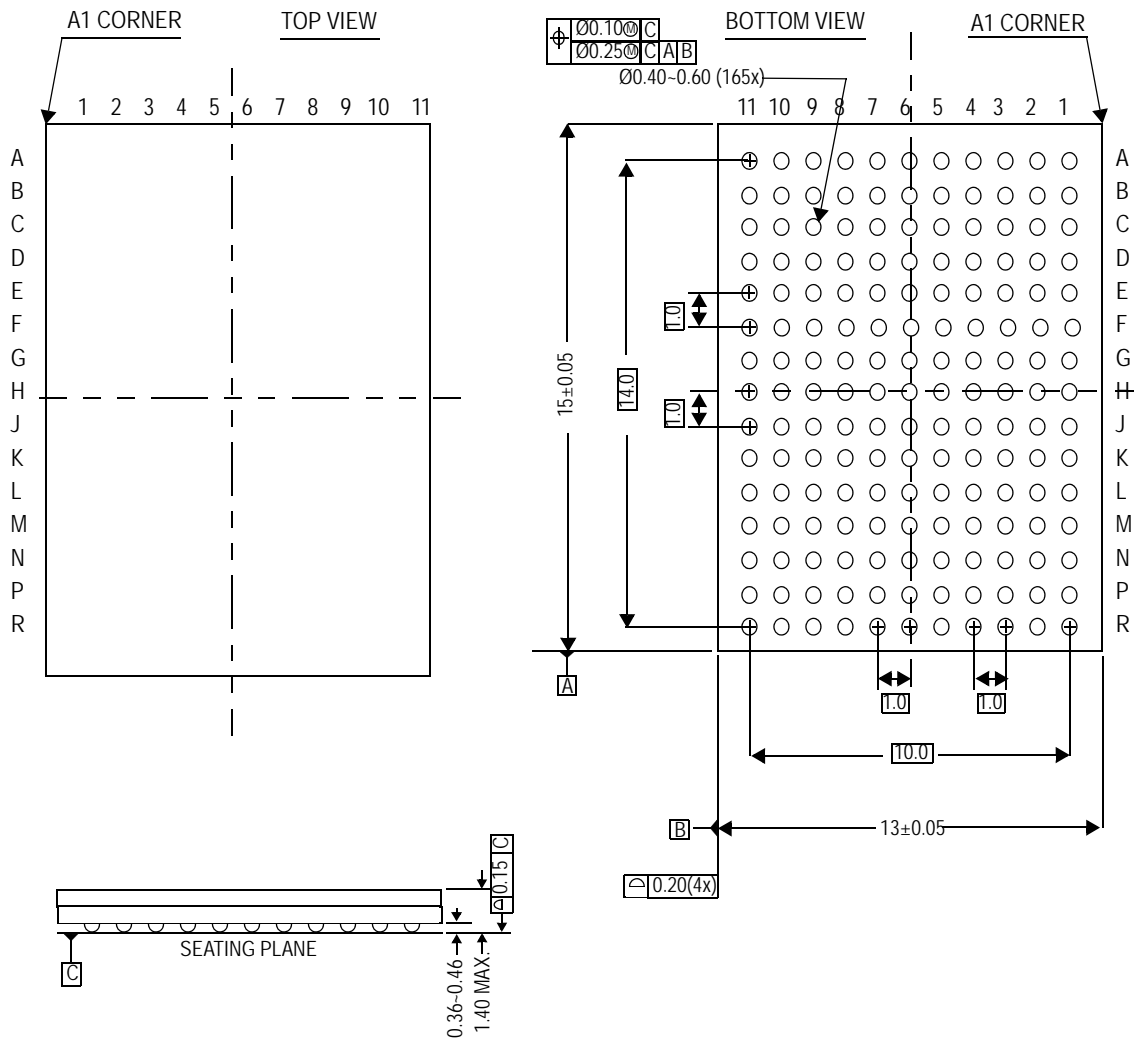 A1 CORNER
TOP VIEW
1 2 3 4 5 6 7 8 9 10 11
A
B
C
D
E
F
G
H
J
K
L
M
N
P
R
Ø0.10Ⓜ C
Ø0.25Ⓜ C A B
BOTTOM VIEW
A1 CORNER
Ø0.40~0.60 (165x)
11 10 9 8 7 6 5 4 3 2 1
A
B
C
D
E
F
G
H
J
K
L
M
N
P
R
15±0.05
14.0
1.0
1.0
A
1.0
1.0
10.0
B
13±0.05
0.20(4x)
0.15 C
SEATING PLANE
C
0.36~0.46
1.40 MAX.